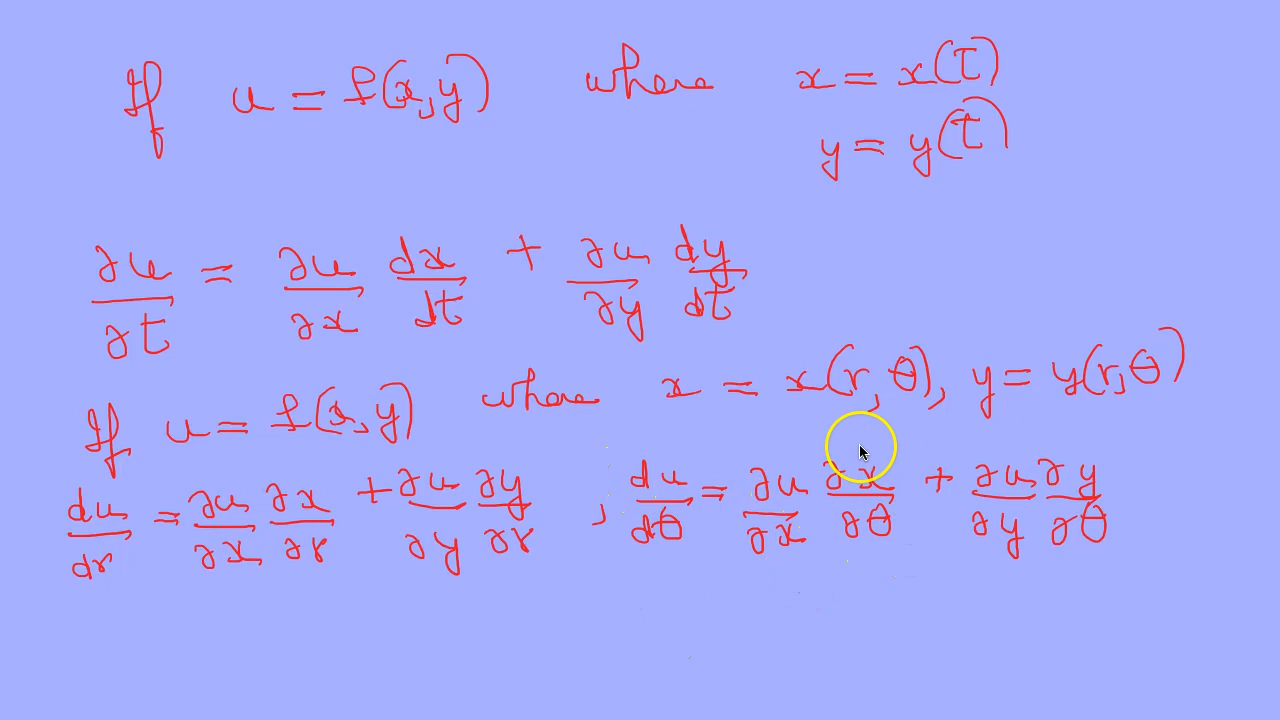 If u = f(x,y) where x = x(t)
y = y(t)
∂u/∂t = ∂u/∂x dx/dt + ∂u/∂y dy/dt
If u = f(x,y) where x = x(r,θ), y = y(r,θ)
du/dr = ∂u/∂x ∂x/∂r + ∂u/∂y ∂y/∂r , du/dθ = ∂u/∂x ∂x/∂θ + ∂u/∂y ∂y/∂θ